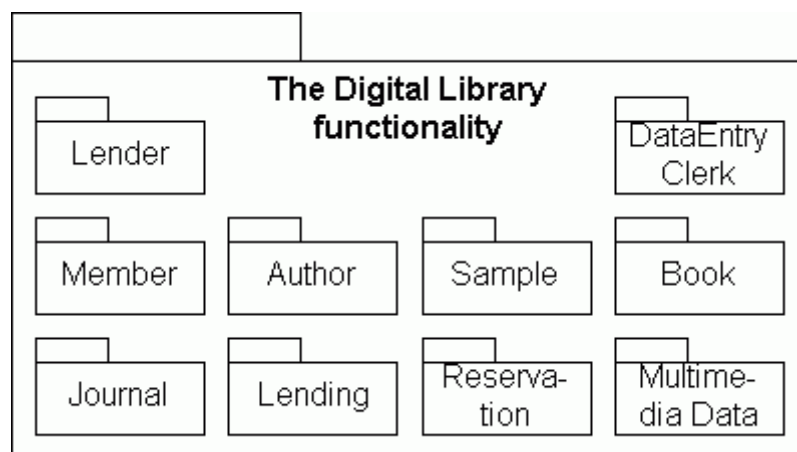 The Digital Library
functionality
Lender
DataEntry
Clerk
Member
Author
Sample
Book
Journal
Lending
Reserva-
tion
Multime-
dia Data